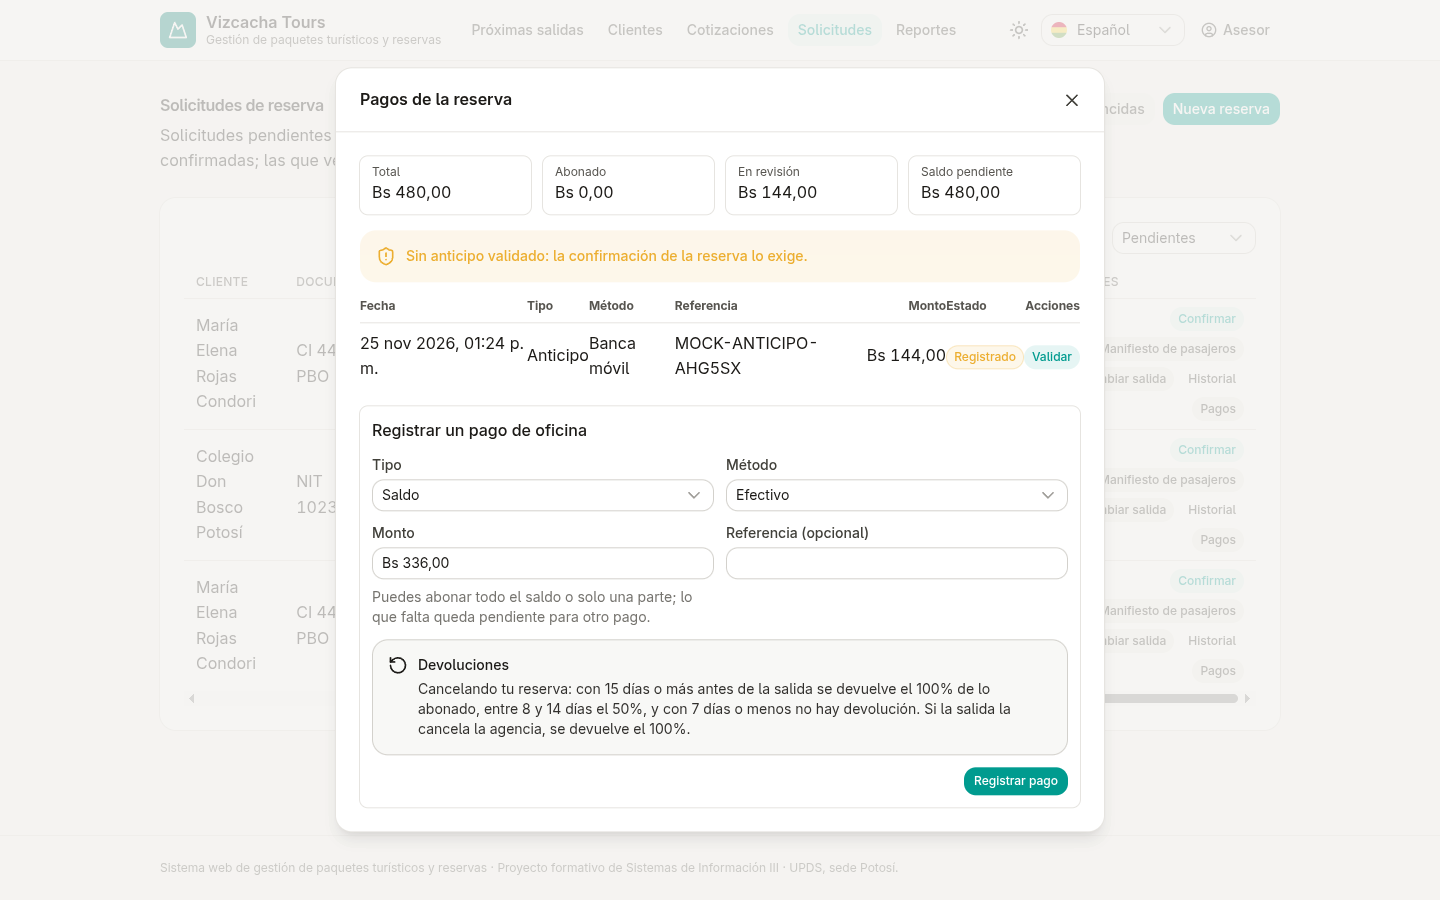 Vizcacha Tours
Gestión de paquetes turísticos y reservas
Próximas salidas
Clientes
Cotizaciones
Solicitudes
Reportes
Español
Asesor
Solicitudes de reserva
Nueva reserva
Solicitudes pendientes
confirmadas; las que
Pagos de la reserva
Total
Bs 480,00
Abonado
Bs 0,00
En revisión
Bs 144,00
Saldo pendiente
Bs 480,00
Sin anticipo validado: la confirmación de la reserva lo exige.
Fecha Tipo Método Referencia Monto Estado Acciones
25 nov 2026, 01:24 p. m.
Anticipo
Banca móvil
MOCK-ANTICIPO-
AHG5SX
Bs 144,00
Registrado
Validar
Registrar un pago de oficina
Tipo
Saldo
Método
Efectivo
Monto
Bs 336,00
Referencia (opcional)
Puedes abonar todo el saldo o solo una parte; lo
que falta queda pendiente para otro pago.
Devoluciones
Cancelando tu reserva: con 15 días o más antes de la salida se devuelve el 100% de lo
abonado, entre 8 y 14 días el 50%, y con 7 días o menos no hay devolución. Si la salida la
cancela la agencia, se devuelve el 100%.
Registrar pago
Pendientes
CLIENTE
María
Elena
Rojas
Condori
CI 44
PBO
Confirmar
Manifiesto de pasajeros
salida
Historial
Pagos
Colegio
Don
Bosco
Potosí
NIT
1023
Confirmar
Manifiesto de pasajeros
salida
Historial
Pagos
María
Elena
Rojas
Condori
CI 44
PBO
Confirmar
Manifiesto de pasajeros
salida
Historial
Pagos
Sistema web de gestión de paquetes turísticos y reservas · Proyecto formativo de Sistemas de Información III · UPDS, sede Potosí.